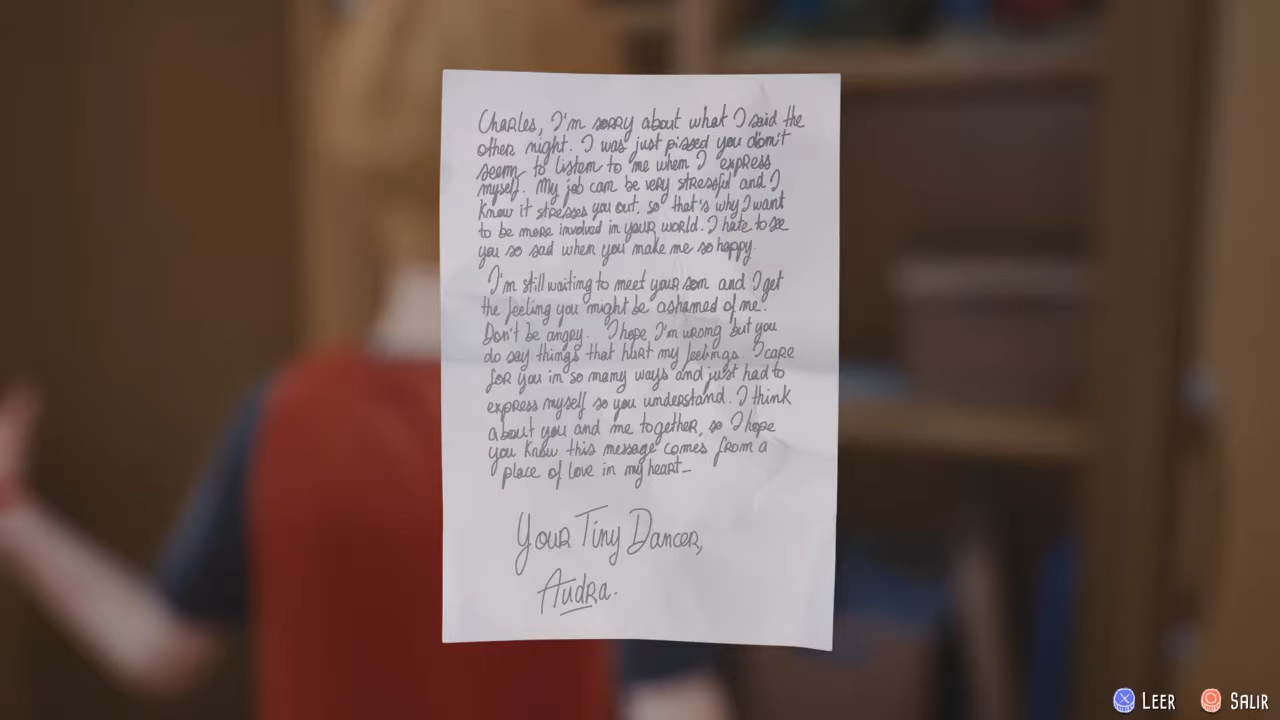 Charles, I'm sorry about what I said the
other night. I was just pissed you don't
seem to listen to me when I express
myself. My job can be very stressful and I
know it stresses you out, so that's why I want
to be more involved in your world. I hate to see
you so sad when you make me so happy.
I'm still waiting to meet your son and I get
the feeling you might be ashamed of me.
Don't be angry. I hope I'm wrong but you
do say things that hurt my feelings. I care
for you in so many ways and just had to
express myself so you understand. I think
about you and me together, so I hope
you know this message comes from a
place of love in my heart—
Your Tiny Dancer,
Audra.
LEER SALIR